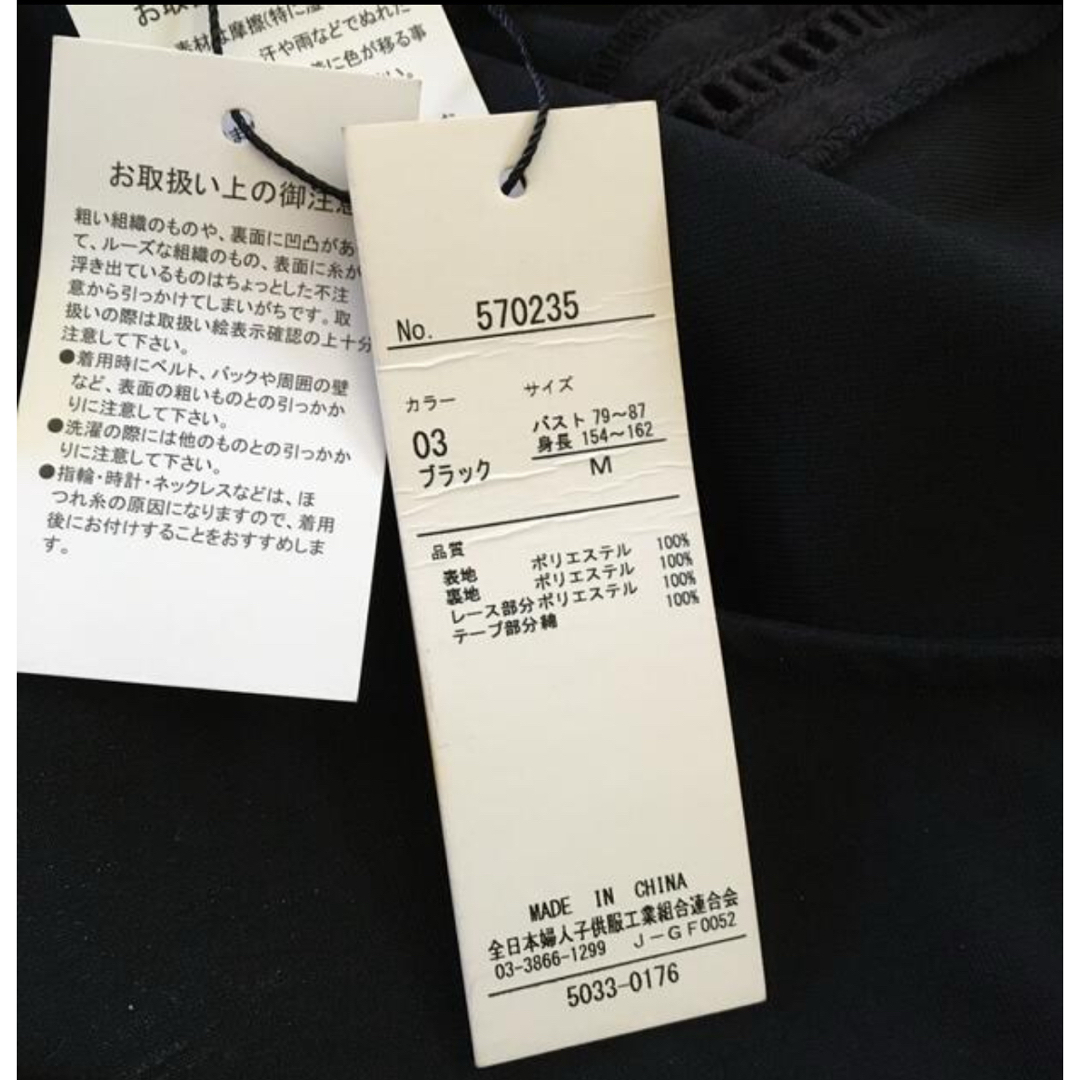 お取
素材は摩擦(特に湿
汗や雨などでぬれた
に色が移る事
い。
お取扱い上の御注意
粗い組織のものや、裏面に凹凸があ
て、ルーズな組織のもの、表面に糸が
浮き出ているものはちょっとした不注
意から引っかけてしまいがちです。取
扱いの際は取扱い絵表示確認の上十分
注意して下さい。
●着用時にベルト、バックや周囲の壁
など、表面の粗いものとの引っかか
りに注意して下さい。
●洗濯の際には他のものとの引っかか
りに注意して下さい。
●指輪・時計・ネックレスなどは、ほ
つれ糸の原因になりますので、着用
後にお付けすることをおすすめしま
す。
No. 570235
カラー サイズ
03 バスト 79〜87
ブラック 身長 154〜162
M
品質
表地 ポリエステル 100%
裏地 ポリエステル 100%
レース部分 ポリエステル 100%
テープ部分 綿 100%
MADE IN CHINA
全日本婦人子供服工業組合連合会
03-3866-1299 J-GF0052
5033-0176